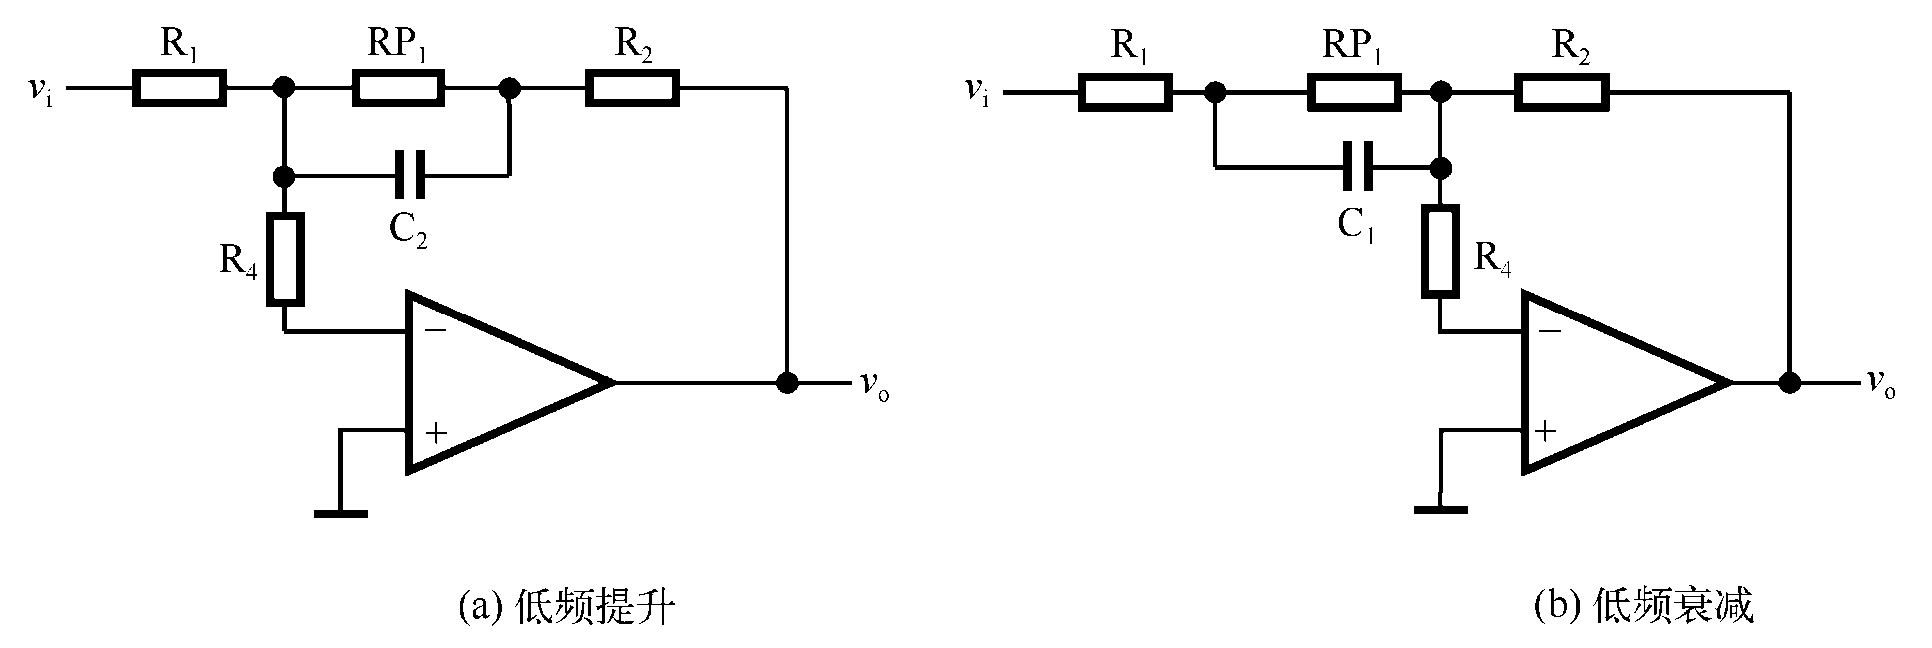 R₁ RP₁ R₂
vᵢ
C₂
R₄
−
+
vₒ
(a) 低频提升
R₁ RP₁ R₂
vᵢ
C₁
R₄
−
+
vₒ
(b) 低频衰减